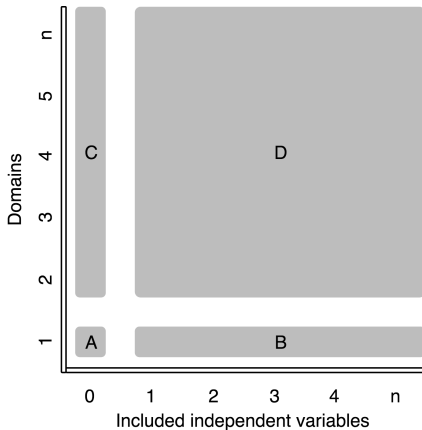 n
5
4
3
2
1
Domains
C
D
A
B
0 1 2 3 4 n
Included independent variables